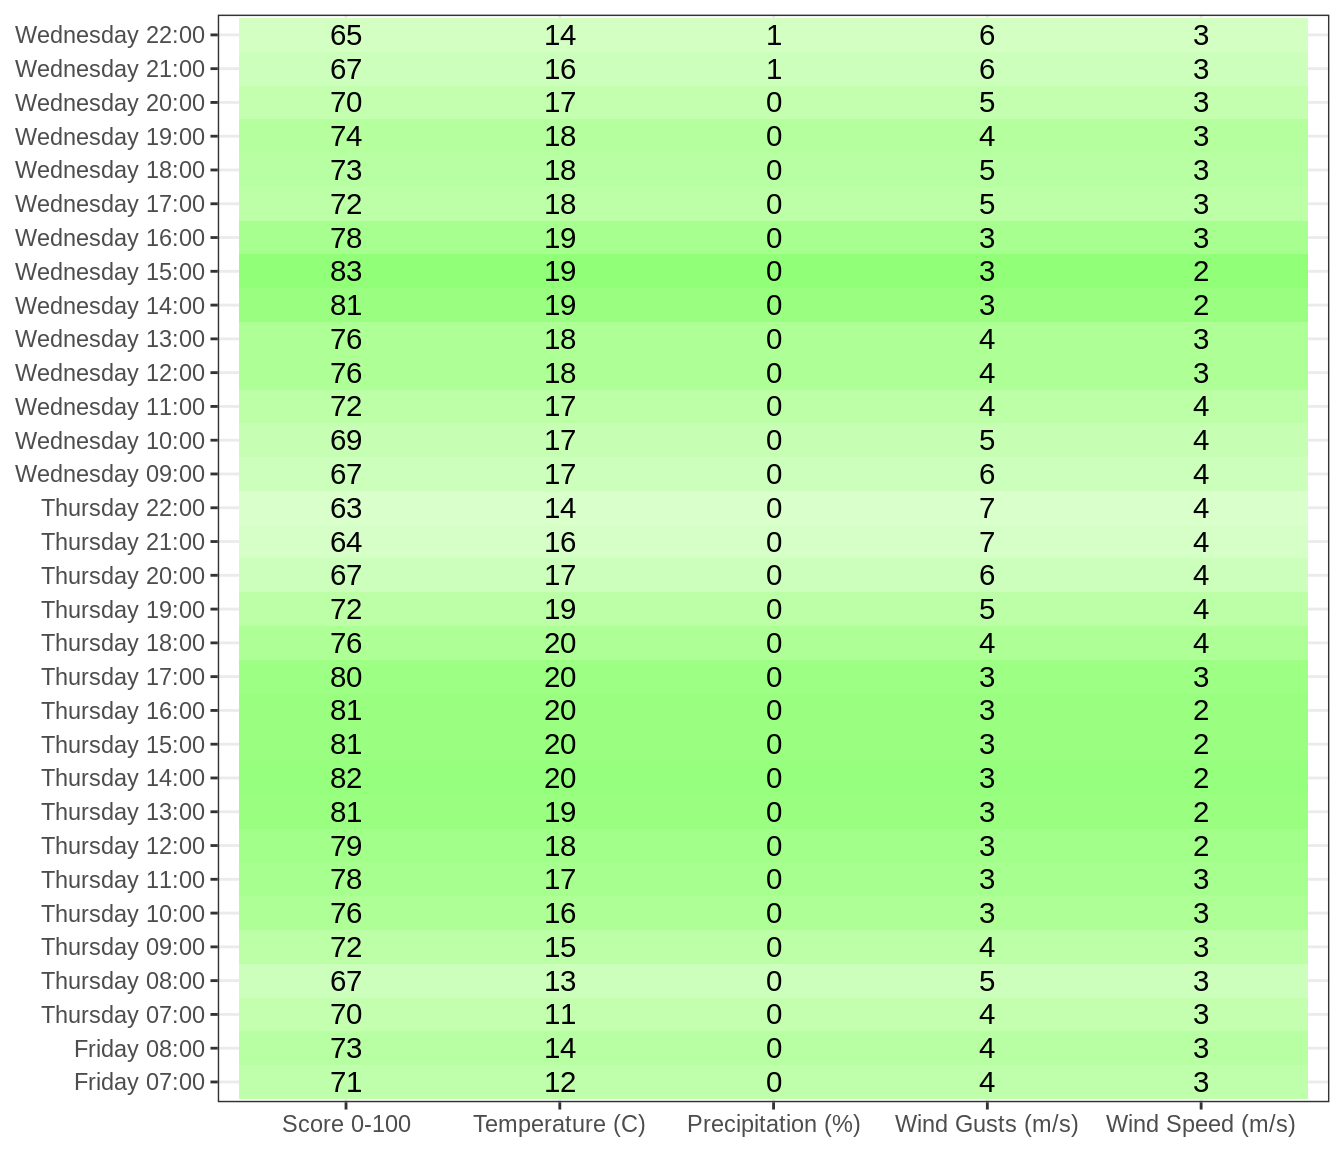 Wednesday 22:00 65 14 1 6 3
Wednesday 21:00 67 16 1 6 3
Wednesday 20:00 70 17 0 5 3
Wednesday 19:00 74 18 0 4 3
Wednesday 18:00 73 18 0 5 3
Wednesday 17:00 72 18 0 5 3
Wednesday 16:00 78 19 0 3 3
Wednesday 15:00 83 19 0 3 2
Wednesday 14:00 81 19 0 3 2
Wednesday 13:00 76 18 0 4 3
Wednesday 12:00 76 18 0 4 3
Wednesday 11:00 72 17 0 4 4
Wednesday 10:00 69 17 0 5 4
Wednesday 09:00 67 17 0 6 4
Thursday 22:00 63 14 0 7 4
Thursday 21:00 64 16 0 7 4
Thursday 20:00 67 17 0 6 4
Thursday 19:00 72 19 0 5 4
Thursday 18:00 76 20 0 4 4
Thursday 17:00 80 20 0 3 3
Thursday 16:00 81 20 0 3 2
Thursday 15:00 81 20 0 3 2
Thursday 14:00 82 20 0 3 2
Thursday 13:00 81 19 0 3 2
Thursday 12:00 79 18 0 3 2
Thursday 11:00 78 17 0 3 3
Thursday 10:00 76 16 0 3 3
Thursday 09:00 72 15 0 4 3
Thursday 08:00 67 13 0 5 3
Thursday 07:00 70 11 0 4 3
Friday 08:00 73 14 0 4 3
Friday 07:00 71 12 0 4 3
Score 0-100 Temperature (C) Precipitation (%) Wind Gusts (m/s) Wind Speed (m/s)